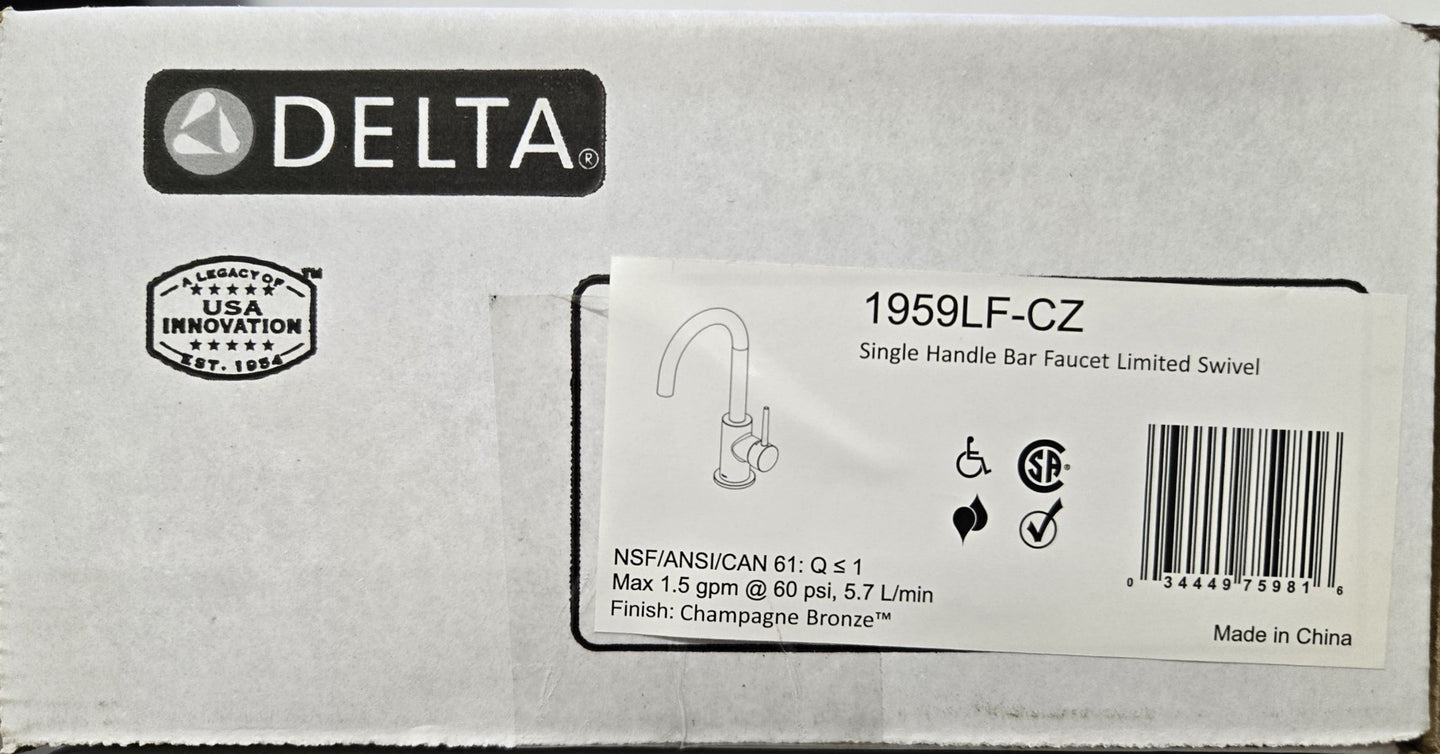 DELTA®
A LEGACY OF ™
USA
INNOVATION
EST. 1954
1959LF-CZ
Single Handle Bar Faucet Limited Swivel
SA®
NSF/ANSI/CAN 61: Q ≤ 1
Max 1.5 gpm @ 60 psi, 5.7 L/min
Finish: Champagne Bronze™
0 34449 75981 6
Made in China